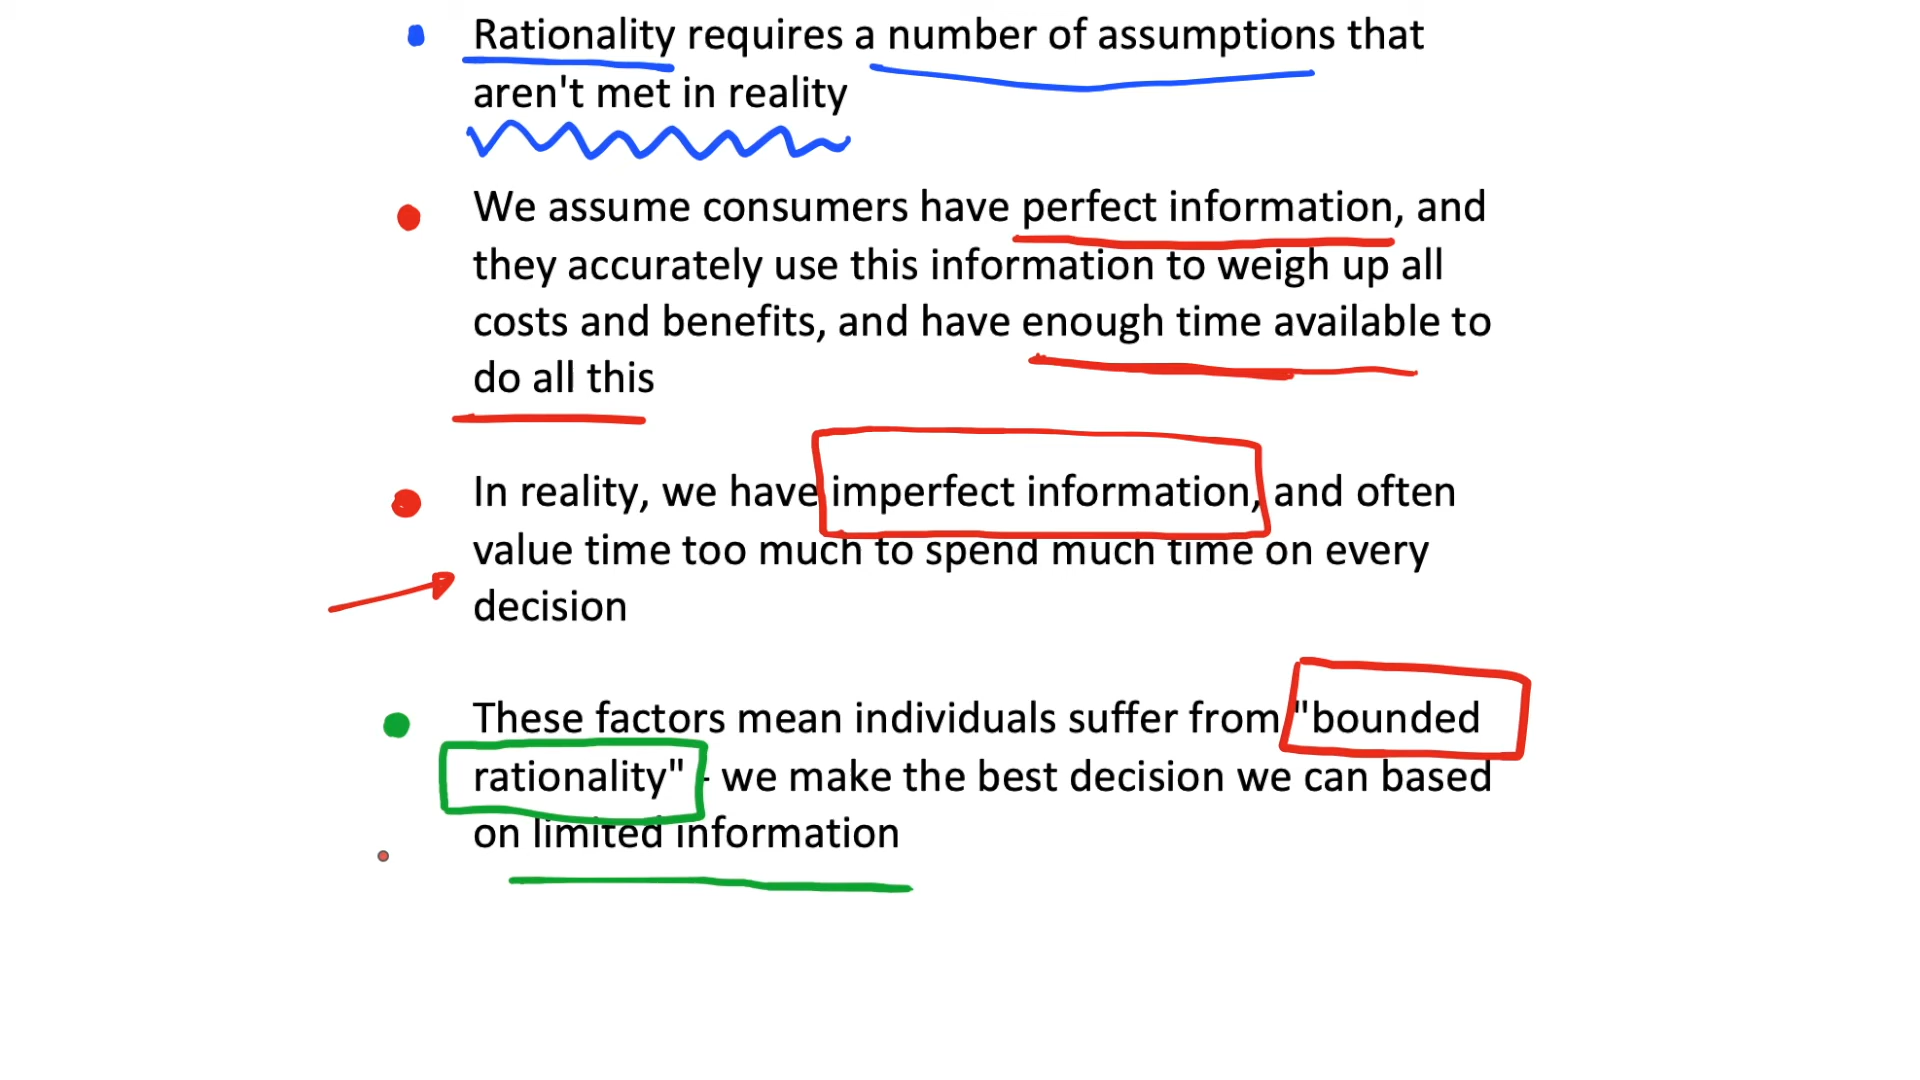 Rationality requires a number of assumptions that
aren't met in reality
We assume consumers have perfect information, and
they accurately use this information to weigh up all
costs and benefits, and have enough time available to
do all this
In reality, we have imperfect information, and often
value time too much to spend much time on every
decision
These factors mean individuals suffer from "bounded
rationality" - we make the best decision we can based
on limited information